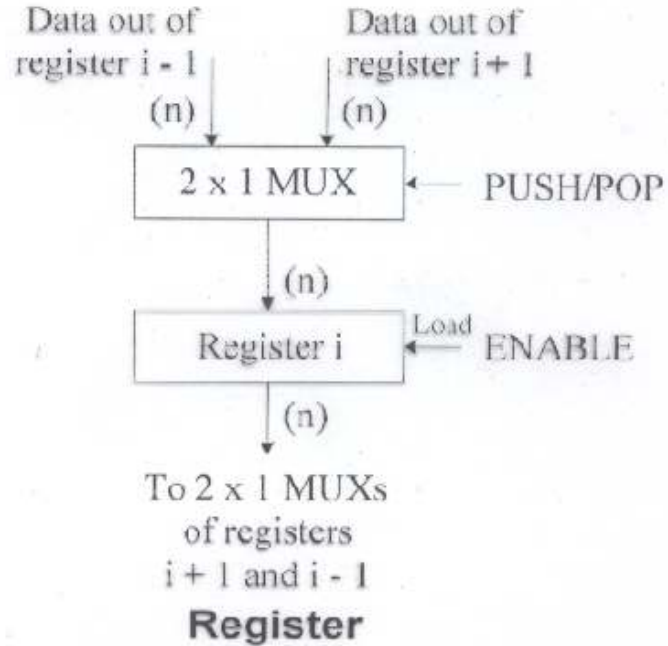 Data out of
register i - 1
Data out of
register i + 1
(n)
(n)
2 x 1 MUX
PUSH/POP
(n)
Register i
Load
ENABLE
(n)
To 2 x 1 MUXs
of registers
i + 1 and i - 1
Register